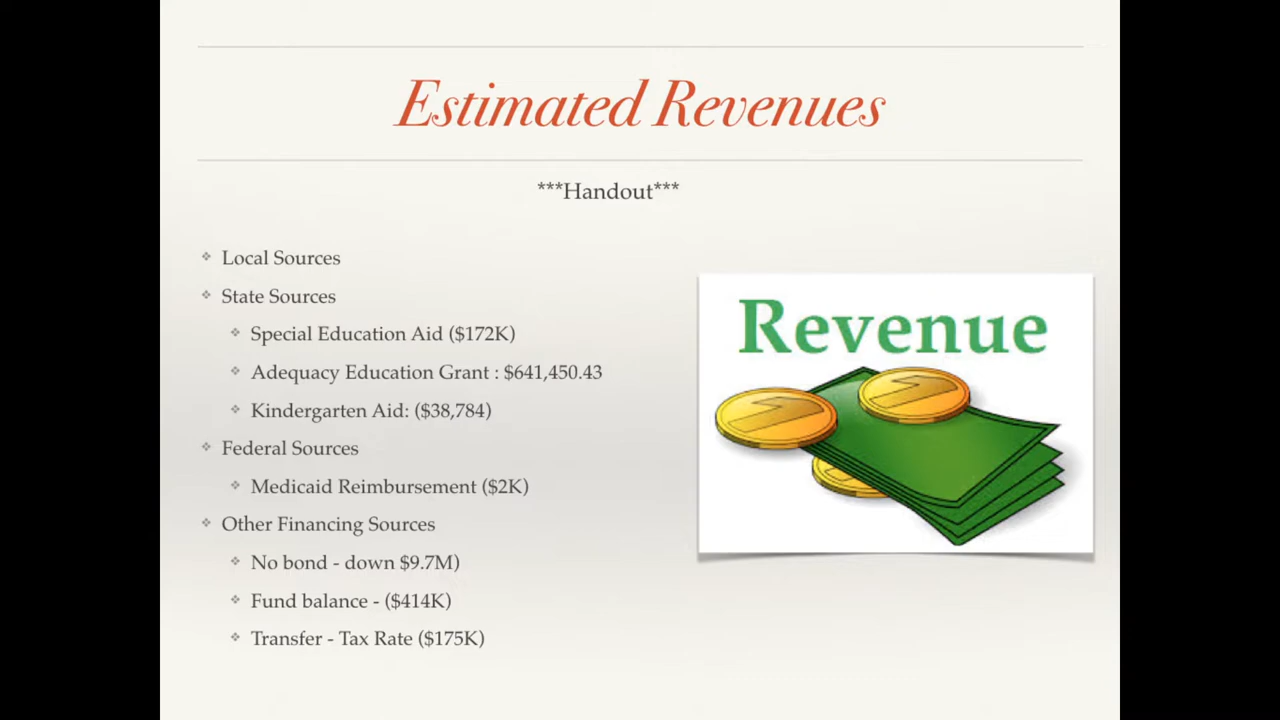 Estimated Revenues
***Handout***
Local Sources
State Sources
Special Education Aid ($172K)
Adequacy Education Grant : $641,450.43
Kindergarten Aid: ($38,784)
Federal Sources
Medicaid Reimbursement ($2K)
Other Financing Sources
No bond - down $9.7M)
Fund balance - ($414K)
Transfer - Tax Rate ($175K)
Revenue